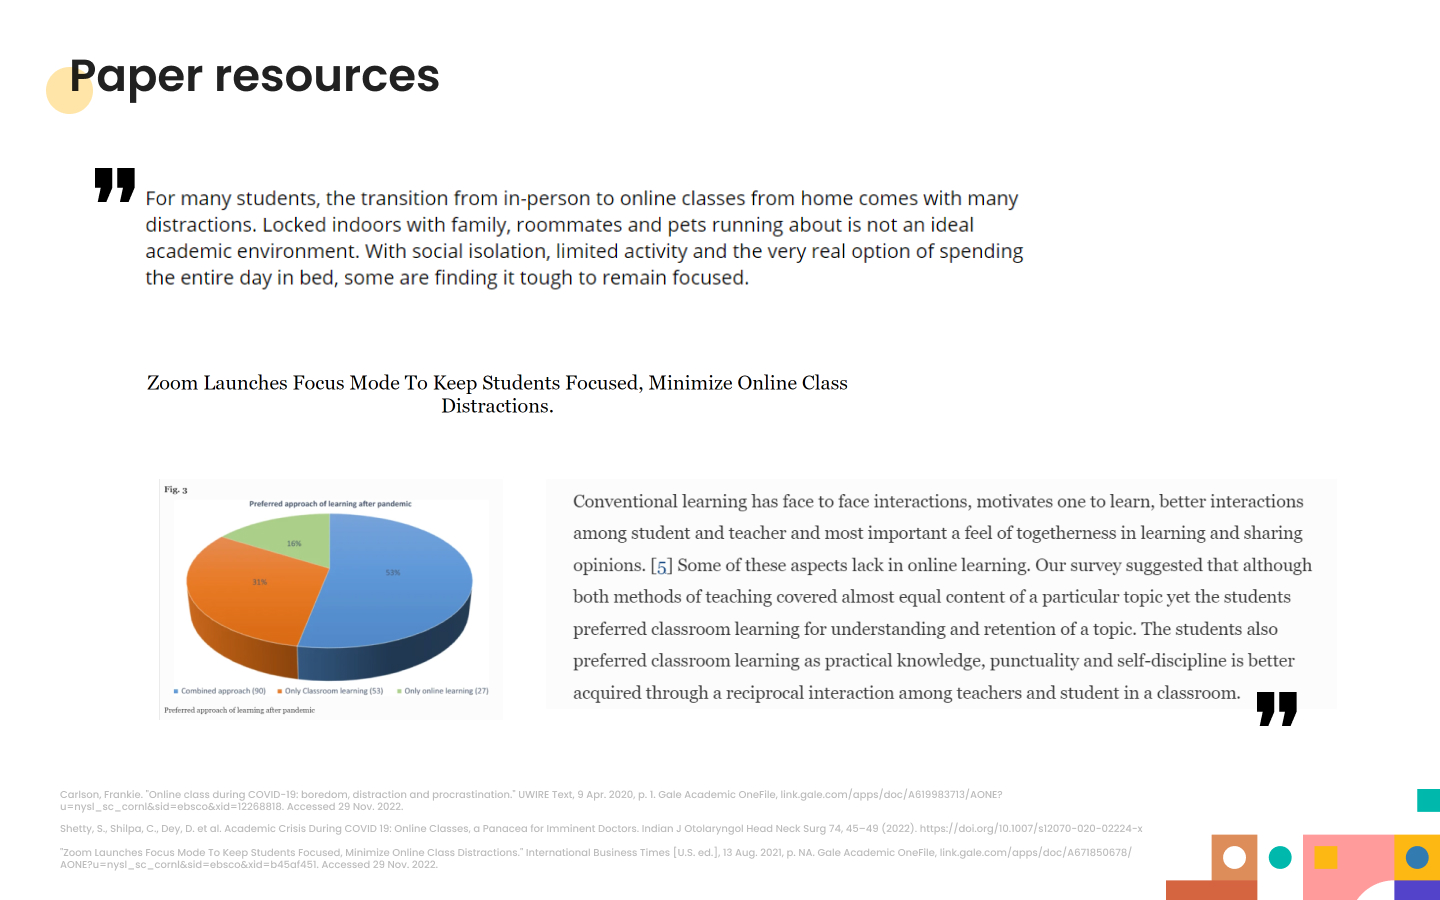 Paper resources
For many students, the transition from in-person to online classes from home comes with many
distractions. Locked indoors with family, roommates and pets running about is not an ideal
academic environment. With social isolation, limited activity and the very real option of spending
the entire day in bed, some are finding it tough to remain focused.
Zoom Launches Focus Mode To Keep Students Focused, Minimize Online Class
Distractions.
Fig. 3
Preferred approach of learning after pandemic
16%
53%
31%
Combined approach (90) Only Classroom learning (53) Only online learning (27)
Preferred approach of learning after pandemic
Conventional learning has face to face interactions, motivates one to learn, better interactions
among student and teacher and most important a feel of togetherness in learning and sharing
opinions. [5] Some of these aspects lack in online learning. Our survey suggested that although
both methods of teaching covered almost equal content of a particular topic yet the students
preferred classroom learning for understanding and retention of a topic. The students also
preferred classroom learning as practical knowledge, punctuality and self-discipline is better
acquired through a reciprocal interaction among teachers and student in a classroom.
Carlson, Frankie. "Online class during COVID-19: boredom, distraction and procrastination." UWIRE Text, 9 Apr. 2020, p. 1. Gale Academic OneFile, link.gale.com/apps/doc/A619983713/AONE?
u=nysl_sc_cornl&sid=ebsco&xid=12268818. Accessed 29 Nov. 2022.
Shetty, S., Shilpa, C., Dey, D. et al. Academic Crisis During COVID 19: Online Classes, a Panacea for Imminent Doctors. Indian J Otolaryngol Head Neck Surg 74, 45–49 (2022). https://doi.org/10.1007/s12070-020-02224-x
"Zoom Launches Focus Mode To Keep Students Focused, Minimize Online Class Distractions." International Business Times [U.S. ed.], 13 Aug. 2021, p. NA. Gale Academic OneFile, link.gale.com/apps/doc/A671850678/
AONE?u=nysl_sc_cornl&sid=ebsco&xid=b45af451. Accessed 29 Nov. 2022.